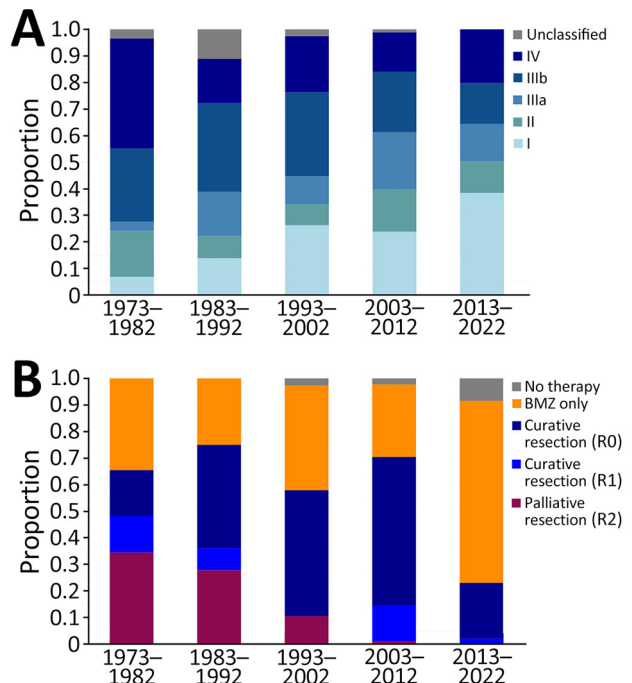 A
Proportion
1.0
0.9
0.8
0.7
0.6
0.5
0.4
0.3
0.2
0.1
0
1973–
1982
1983–
1992
1993–
2002
2003–
2012
2013–
2022
Unclassified
IV
IIIb
IIIa
II
I
B
Proportion
1.0
0.9
0.8
0.7
0.6
0.5
0.4
0.3
0.2
0.1
0
1973–
1982
1983–
1992
1993–
2002
2003–
2012
2013–
2022
No therapy
BMZ only
Curative
resection (R0)
Curative
resection (R1)
Palliative
resection (R2)